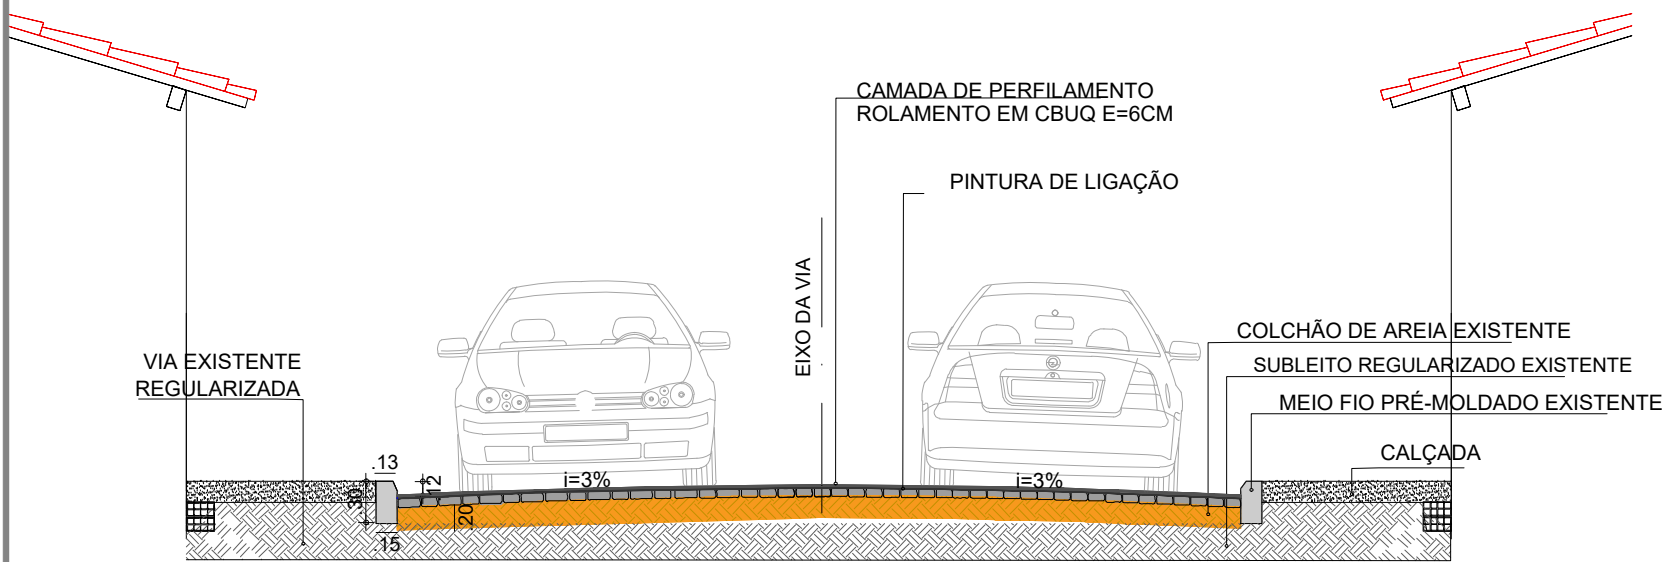 CAMADA DE PERFILAMENTO
ROLAMENTO EM CBUQ E=6CM
PINTURA DE LIGAÇÃO
EIXO DA VIA
COLCHÃO DE AREIA EXISTENTE
VIA EXISTENTE
REGULARIZADA
SUBLEITO REGULARIZADO EXISTENTE
MEIO FIO PRÉ-MOLDADO EXISTENTE
CALÇADA
.13
i=3%
i=3%
.12
.30
.20
.15